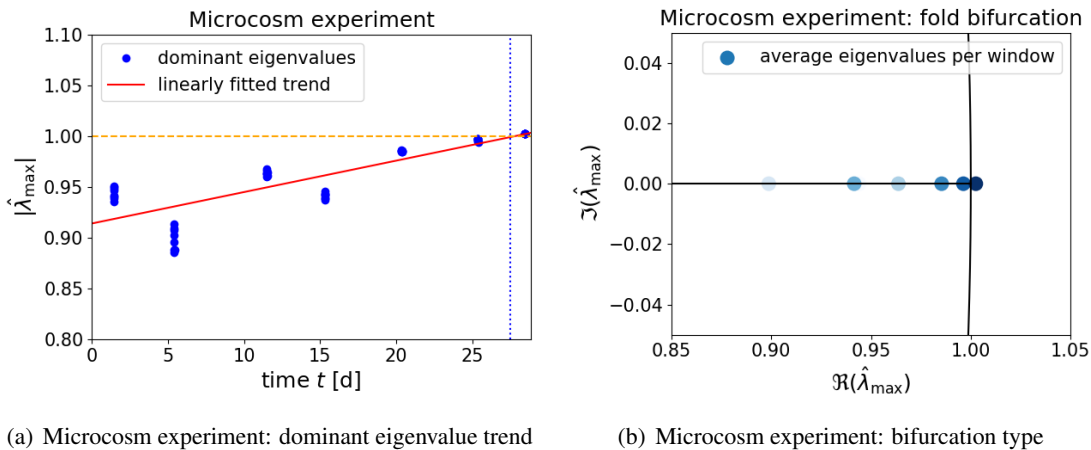 Microcosm experiment
1.10
1.05
1.00
0.95
0.90
0.85
0.80
|λ̂max|
dominant eigenvalues
linearly fitted trend
0 5 10 15 20 25
time t [d]
(a) Microcosm experiment: dominant eigenvalue trend
Microcosm experiment: fold bifurcation
0.04
0.02
0.00
−0.02
−0.04
ℑ(λ̂max)
average eigenvalues per window
0.85 0.90 0.95 1.00 1.05
ℜ(λ̂max)
(b) Microcosm experiment: bifurcation type